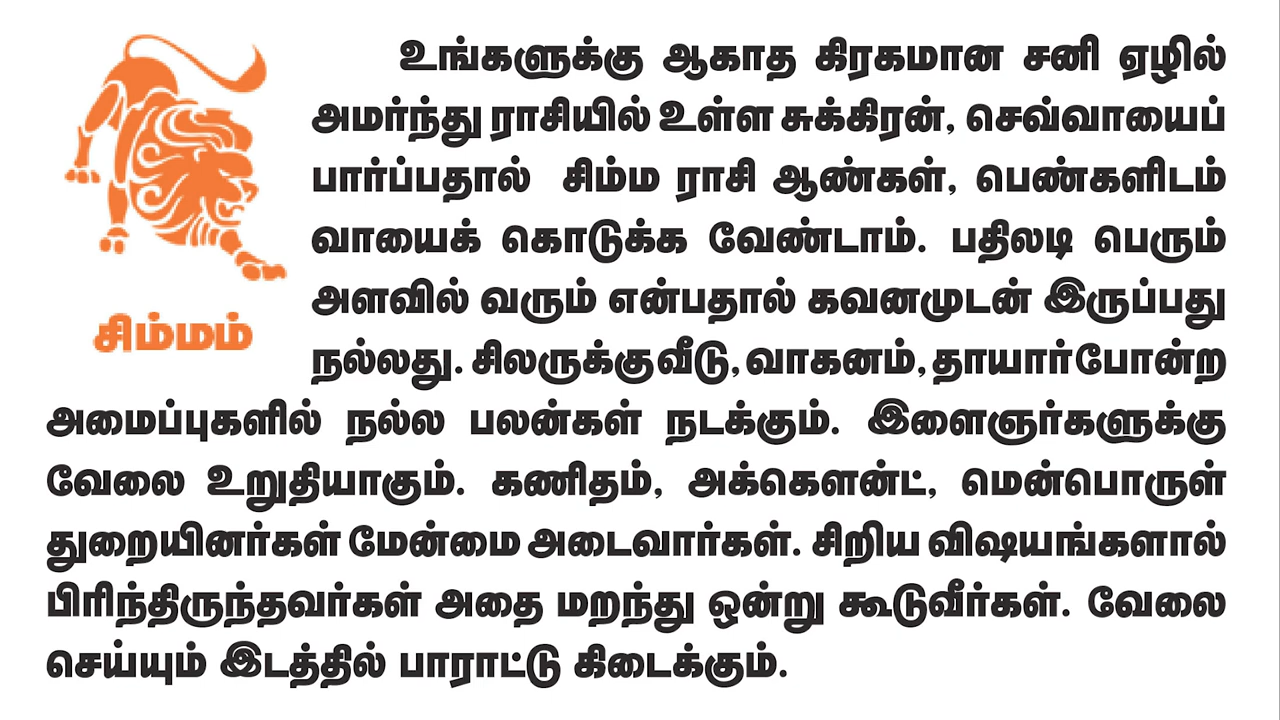 உங்களுக்கு ஆகாத கிரகமான சனி ஏழில்
அமர்ந்து ராசியில் உள்ள சுக்கிரன், செவ்வாயைப்
பார்ப்பதால் சிம்ம ராசி ஆண்கள், பெண்களிடம்
வாயைக் கொடுக்க வேண்டாம். பதிலடி பெரும்
அளவில் வரும் என்பதால் கவனமுடன் இருப்பது
நல்லது. சிலருக்கு வீடு, வாகனம், தாயார் போன்ற
அமைப்புகளில் நல்ல பலன்கள் நடக்கும். இளைஞர்களுக்கு
வேலை உறுதியாகும். கணிதம், அக்கௌன்ட், மென்பொருள்
துறையினர்கள் மேன்மை அடைவார்கள். சிறிய விஷயங்களால்
பிரிந்திருந்தவர்கள் அதை மறந்து ஒன்று கூடுவீர்கள். வேலை
செய்யும் இடத்தில் பாராட்டு கிடைக்கும்.
சிம்மம்